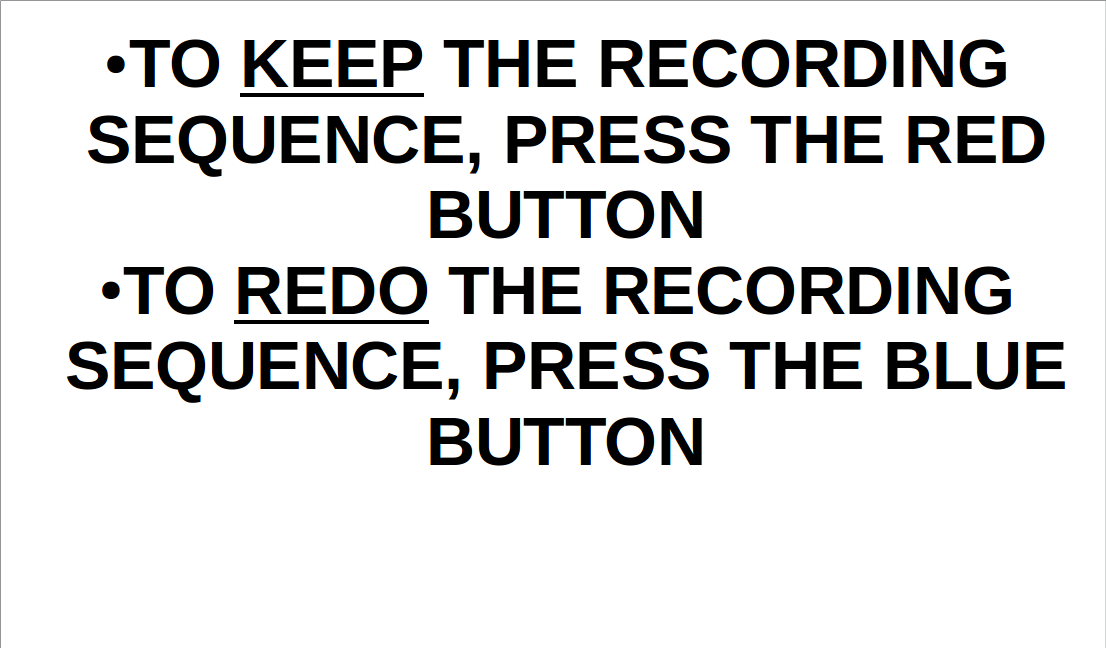 •TO KEEP THE RECORDING
SEQUENCE, PRESS THE RED
BUTTON
•TO REDO THE RECORDING
SEQUENCE, PRESS THE BLUE
BUTTON